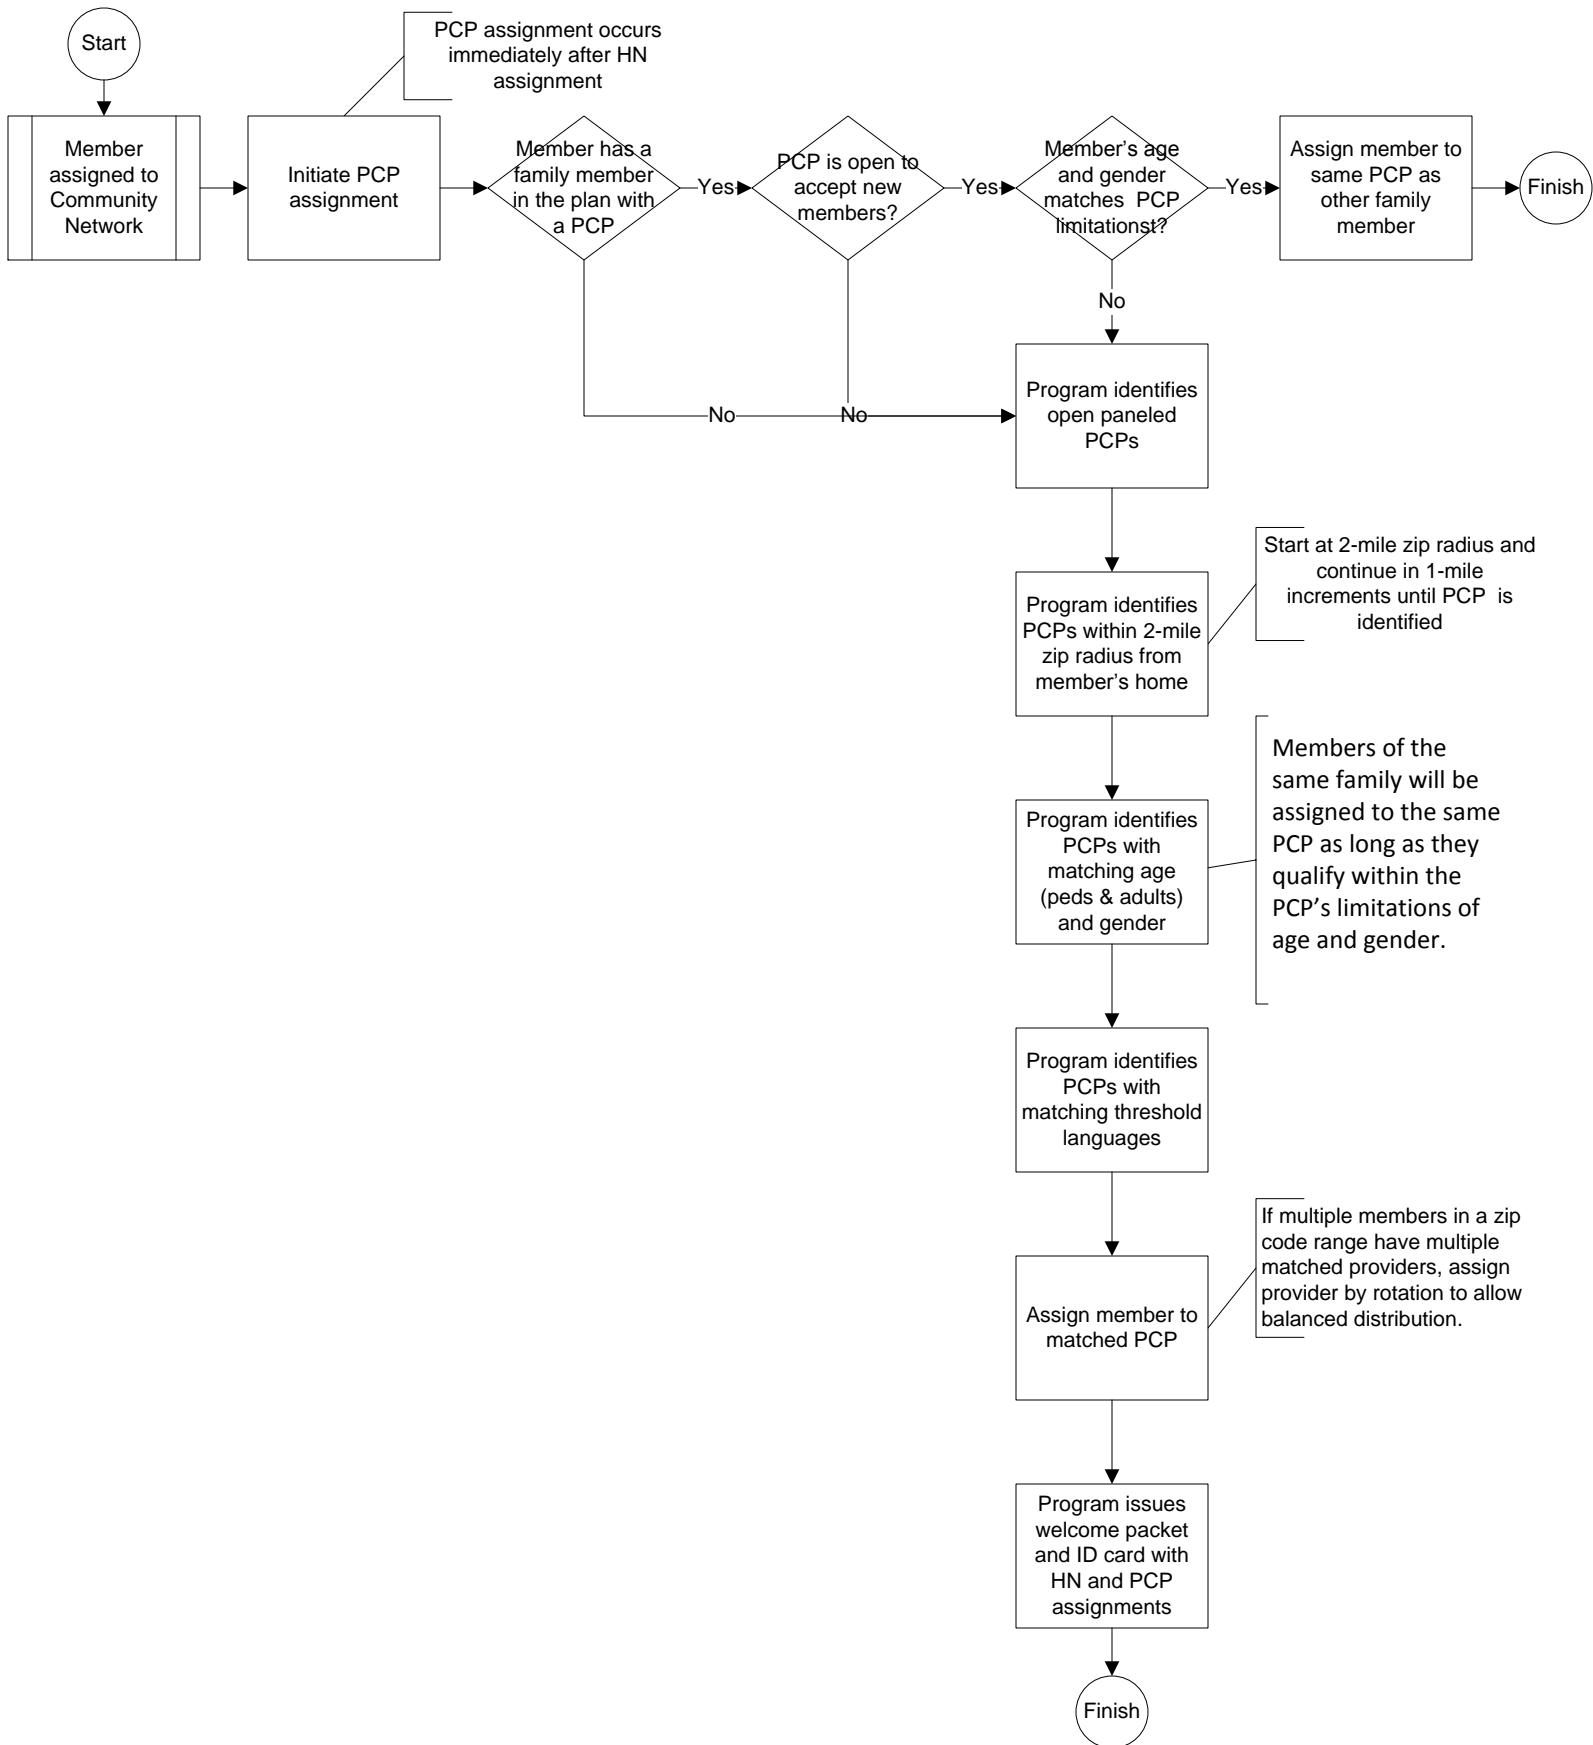 Start
PCP assignment occurs
immediately after HN
assignment
Member
assigned to
Community
Network
Initiate PCP
assignment
Member has a
family member
in the plan with
a PCP
Yes
PCP is open to
accept new
members?
Yes
Member's age
and gender
matches  PCP
limitationst?
Yes
Assign member to
same PCP as
other family
member
Finish
No
No
No
Program identifies
open paneled
PCPs
Program identifies
PCPs within 2-mile
zip radius from
member's home
Start at 2-mile zip radius and
continue in 1-mile
increments until PCP  is
identified
Program identifies
PCPs with
matching age
(peds & adults)
and gender
Members of the
same family will be
assigned to the same
PCP as long as they
qualify within the
PCP's limitations of
age and gender.
Program identifies
PCPs with
matching threshold
languages
Assign member to
matched PCP
If multiple members in a zip
code range have multiple
matched providers, assign
provider by rotation to allow
balanced distribution.
Program issues
welcome packet
and ID card with
HN and PCP
assignments
Finish